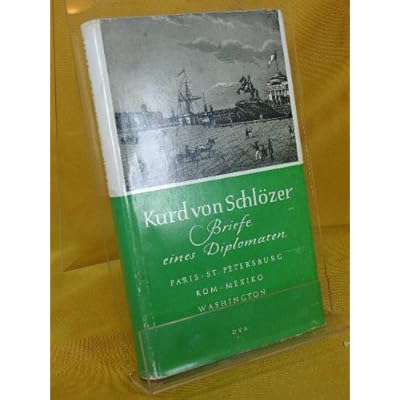 Kurd von Schlözer
Briefe
eines Diplomaten
PARIS · ST. PETERSBURG
ROM · MEXIKO
WASHINGTON
DVA